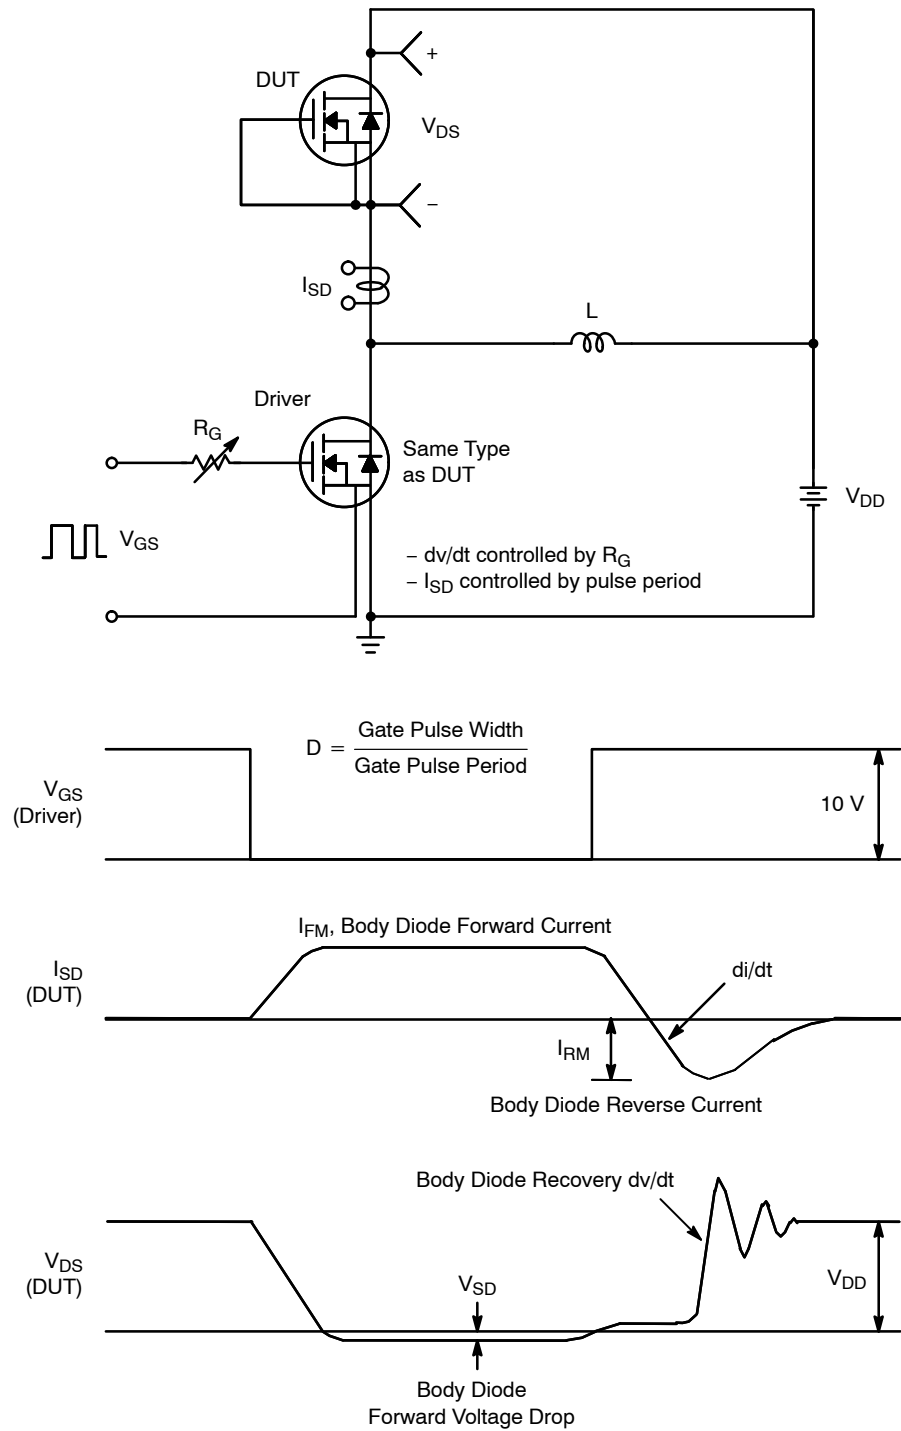 +
DUT
V_DS
–
I_SD
L
Driver
R_G
Same Type
as DUT
V_DD
V_GS
– dv/dt controlled by R_G
– I_SD controlled by pulse period
D = Gate Pulse Width
Gate Pulse Period
V_GS
(Driver)
10 V
I_FM, Body Diode Forward Current
I_SD
(DUT)
di/dt
I_RM
Body Diode Reverse Current
Body Diode Recovery dv/dt
V_DS
(DUT)
V_SD
V_DD
Body Diode
Forward Voltage Drop